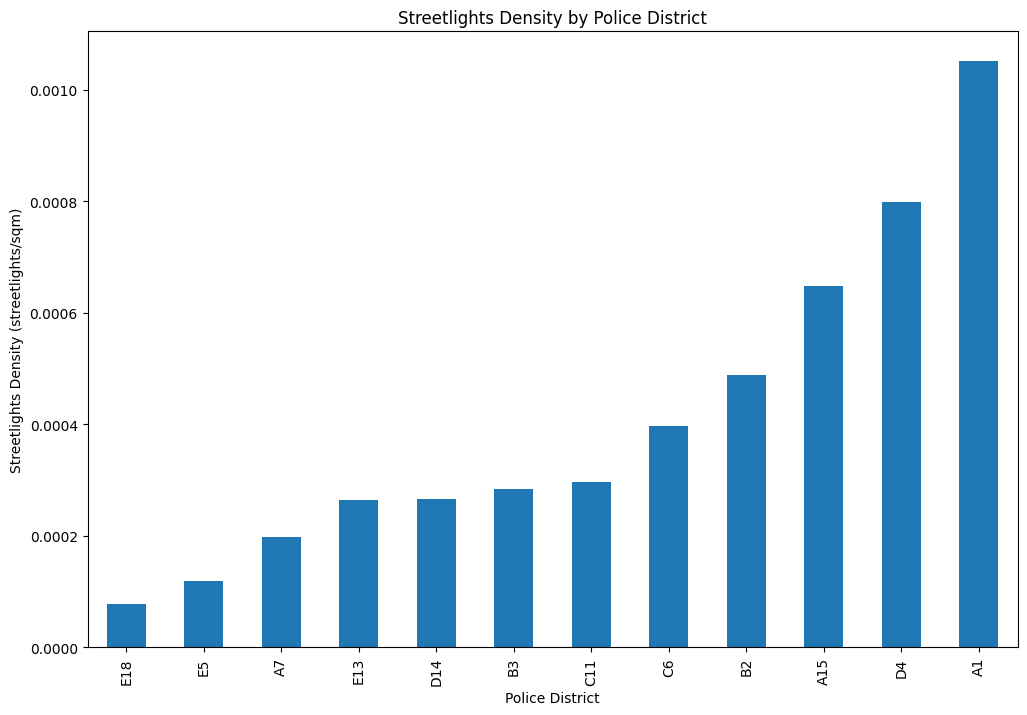 Streetlights Density by Police District
Streetlights Density (streetlights/sqm)
0.0010
0.0008
0.0006
0.0004
0.0002
0.0000
E18
E5
A7
E13
D14
B3
C11
C6
B2
A15
D4
A1
Police District